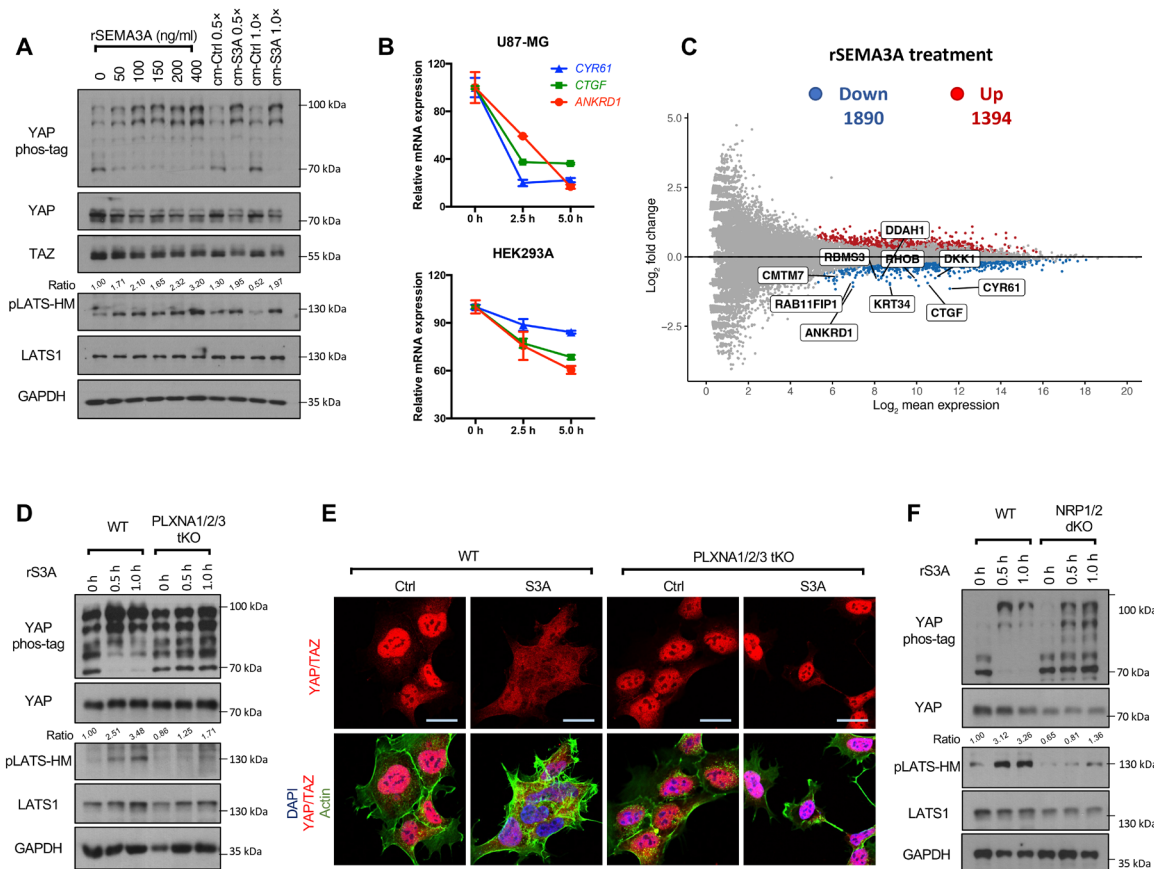 A
rSEMA3A (ng/ml)
0
50
100
150
200
400
cm-Ctrl 0.5×
cm-S3A 0.5×
cm-Ctrl 1.0×
cm-S3A 1.0×
YAP
phos-tag
100 kDa
70 kDa
YAP
70 kDa
TAZ
55 kDa
Ratio 1.00 1.71 2.10 1.65 2.32 3.20 1.30 1.95 0.52 1.97
pLATS-HM
130 kDa
LATS1
130 kDa
GAPDH
35 kDa
B
U87-MG
CYR61
CTGF
ANKRD1
Relative mRNA expression
120
80
40
0
0 h 2.5 h 5.0 h
HEK293A
Relative mRNA expression
120
90
60
30
0 h 2.5 h 5.0 h
C
rSEMA3A treatment
Down
1890
Up
1394
Log2 fold change
5.0
2.5
0.0
−2.5
DDAH1
RBMS3
RHOB
DKK1
CMTM7
RAB11FIP1
KRT34
CYR61
CTGF
ANKRD1
0 2 4 6 8 10 12 14 16 18 20
Log2 mean expression
D
WT
PLXNA1/2/3
tKO
rS3A
0 h
0.5 h
1.0 h
0 h
0.5 h
1.0 h
YAP
phos-tag
100 kDa
70 kDa
YAP
70 kDa
Ratio
1.00 2.51 3.48 0.86 1.25 1.71
pLATS-HM
130 kDa
LATS1
130 kDa
GAPDH
35 kDa
E
WT
PLXNA1/2/3 tKO
Ctrl
S3A
Ctrl
S3A
YAP/TAZ
DAPI
YAP/TAZ
Actin
F
WT
NRP1/2
dKO
rS3A
0 h
0.5 h
1.0 h
0 h
0.5 h
1.0 h
YAP
phos-tag
100 kDa
70 kDa
YAP
70 kDa
Ratio
1.00 3.12 3.26 0.65 0.81 1.36
pLATS-HM
130 kDa
LATS1
130 kDa
GAPDH
35 kDa